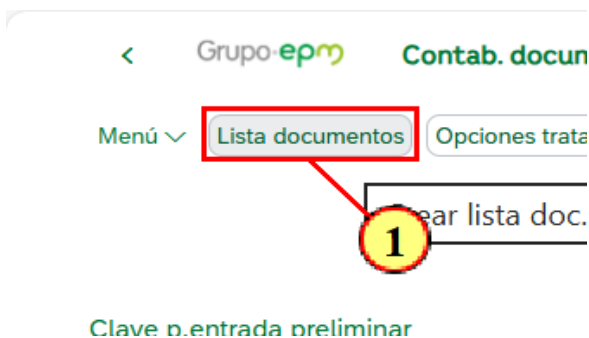 < Grupo·epm Contab. docum
Menú Lista documentos Opciones trata
ear lista doc.
1
Clave p.entrada preliminar